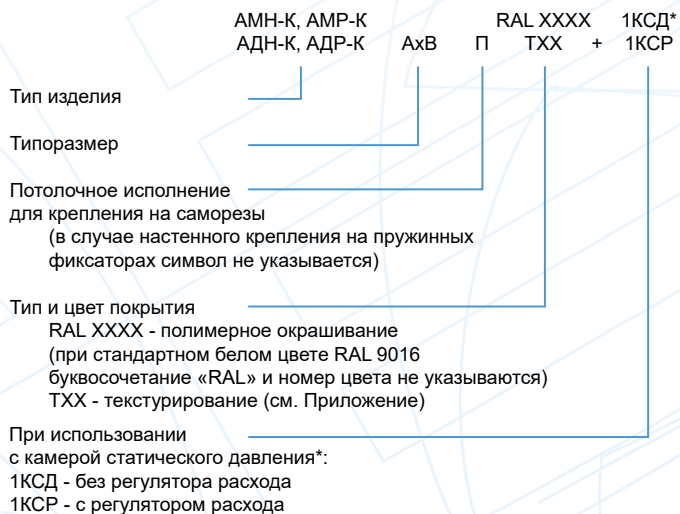 АМН-К, АМР-К RAL XXXX 1КСД*
АДН-К, АДР-К АхВ П ТХХ + 1КСР
Тип изделия
Типоразмер
Потолочное исполнение
для крепления на саморезы
(в случае настенного крепления на пружинных
фиксаторах символ не указывается)
Тип и цвет покрытия
RAL XXXX - полимерное окрашивание
(при стандартном белом цвете RAL 9016
буквосочетание «RAL» и номер цвета не указываются)
ТХХ - текстурирование (см. Приложение)
При использовании
с камерой статического давления*:
1КСД - без регулятора расхода
1КСР - с регулятором расхода